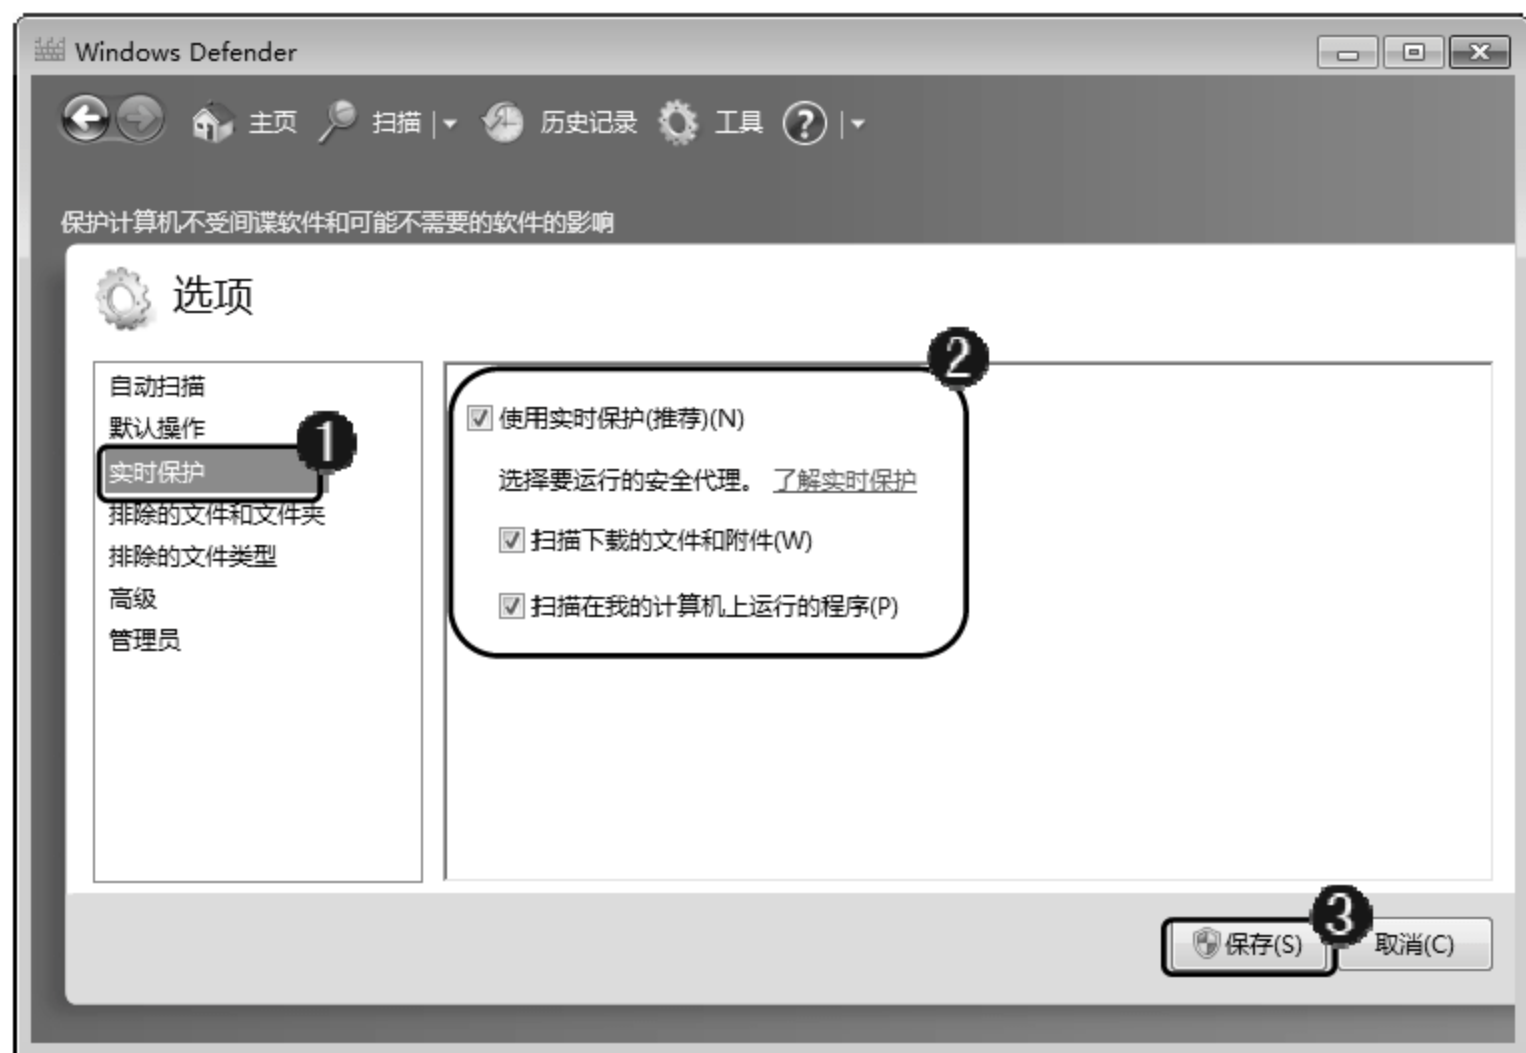 Windows Defender
主页 扫描 历史记录 工具 ?
保护计算机不受间谍软件和可能不需要的软件的影响
选项
自动扫描
默认操作
实时保护
排除的文件和文件夹
排除的文件类型
高级
管理员
1
2
使用实时保护(推荐)(N)
选择要运行的安全代理。 了解实时保护
扫描下载的文件和附件(W)
扫描在我的计算机上运行的程序(P)
3
保存(S) 取消(C)